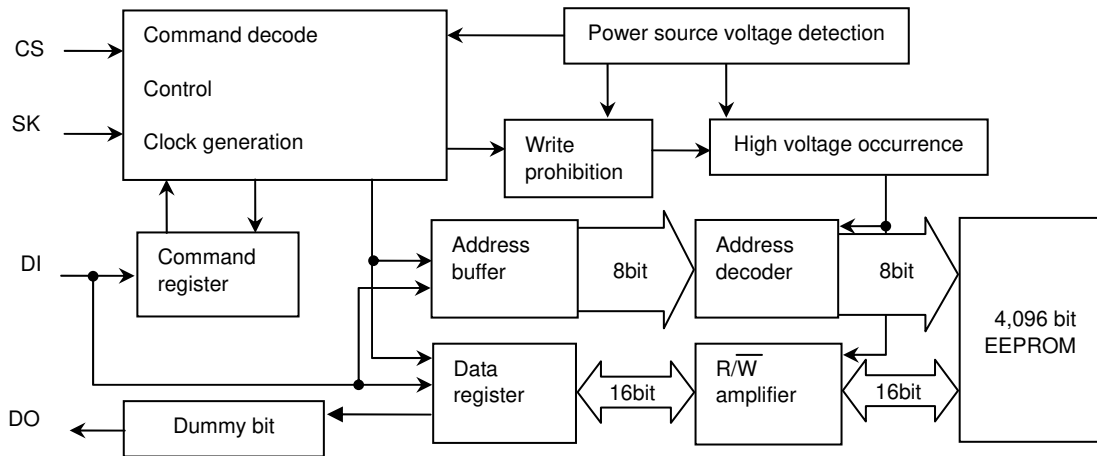 CS
Command decode
Power source voltage detection
Control
SK
Clock generation
Write
prohibition
High voltage occurrence
DI
Command
register
Address
buffer
8bit
Address
decoder
8bit
4,096 bit
EEPROM
Data
register
16bit
R/W̅
amplifier
16bit
DO
Dummy bit